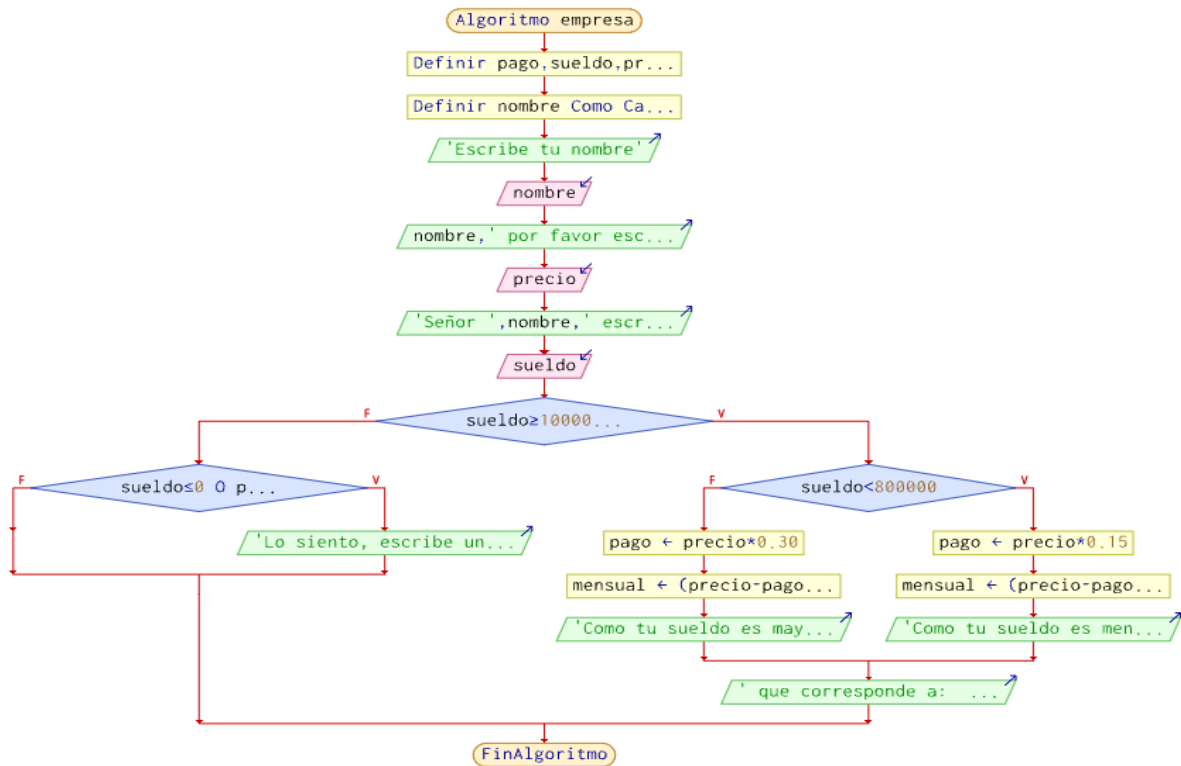 Algoritmo empresa
Definir pago,sueldo,pr...
Definir nombre Como Ca...
'Escribe tu nombre'
nombre
nombre,' por favor esc...
precio
'Señor ',nombre,' escr...
sueldo
F
sueldo≥10000...
V
F
sueldo≤0 O p...
V
F
sueldo<800000
V
'Lo siento, escribe un...
pago ← precio*0.30
pago ← precio*0.15
mensual ← (precio-pago...
mensual ← (precio-pago...
'Como tu sueldo es may...
'Como tu sueldo es men...
' que corresponde a: ...
FinAlgoritmo